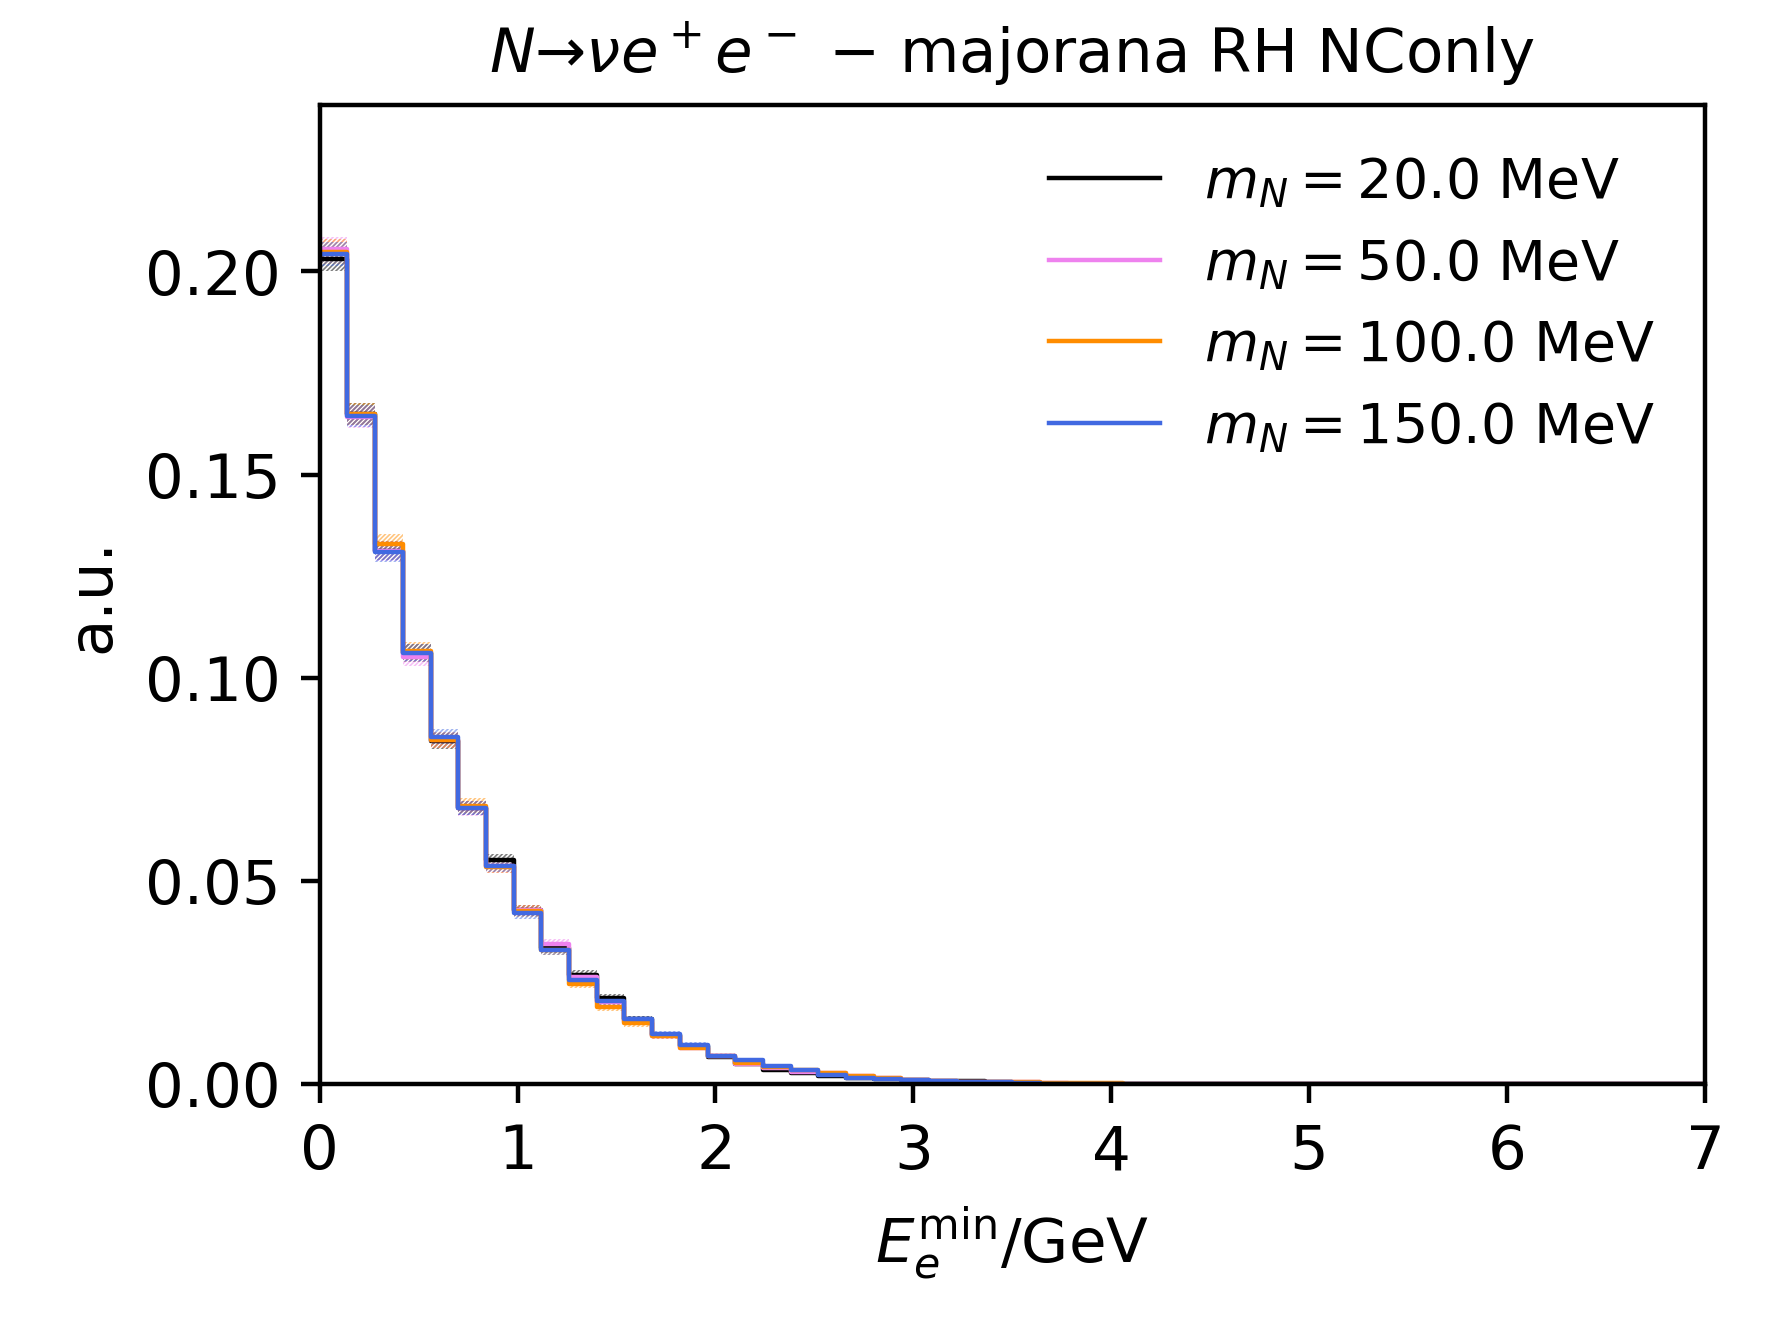 N→νe⁺e⁻ − majorana RH NConly
m_N = 20.0 MeV
m_N = 50.0 MeV
m_N = 100.0 MeV
m_N = 150.0 MeV
a.u.
0.20
0.15
0.10
0.05
0.00
0 1 2 3 4 5 6 7
E_e^min/GeV